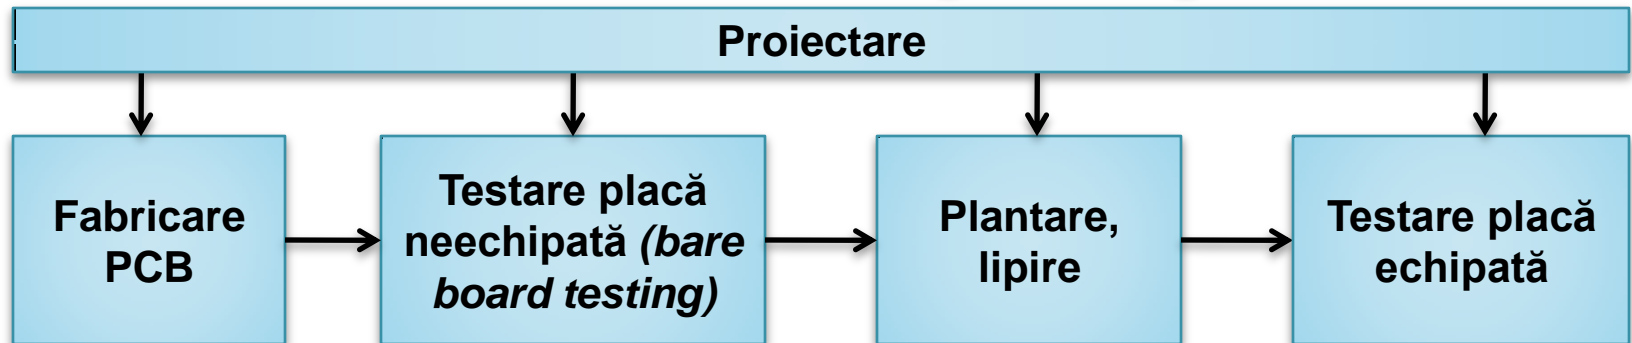 Proiectare
Fabricare
PCB
Testare placă
neechipată (bare
board testing)
Plantare,
lipire
Testare placă
echipată